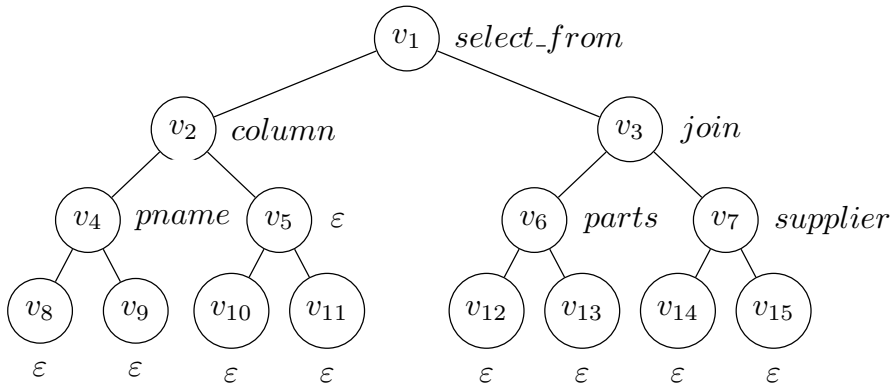 v₁ select_from
v₂ column v₃ join
v₄ pname v₅ ε v₆ parts v₇ supplier
v₈ v₉ v₁₀ v₁₁ v₁₂ v₁₃ v₁₄ v₁₅
ε ε ε ε ε ε ε ε